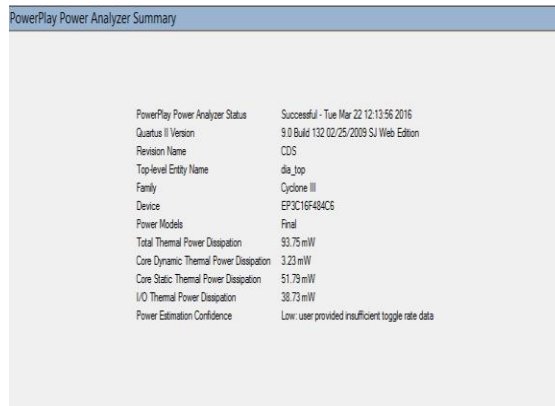 PowerPlay Power Analyzer Summary
PowerPlay Power Analyzer Status Successful - Tue Mar 22 12:13:56 2016
Quartus II Version 9.0 Build 132 02/25/2009 SJ Web Edition
Revision Name CDS
Top-level Entity Name dia_top
Family Cyclone III
Device EP3C16F484C6
Power Models Final
Total Thermal Power Dissipation 93.75 mW
Core Dynamic Thermal Power Dissipation 3.23 mW
Core Static Thermal Power Dissipation 51.79 mW
I/O Thermal Power Dissipation 38.73 mW
Power Estimation Confidence Low: user provided insufficient toggle rate data